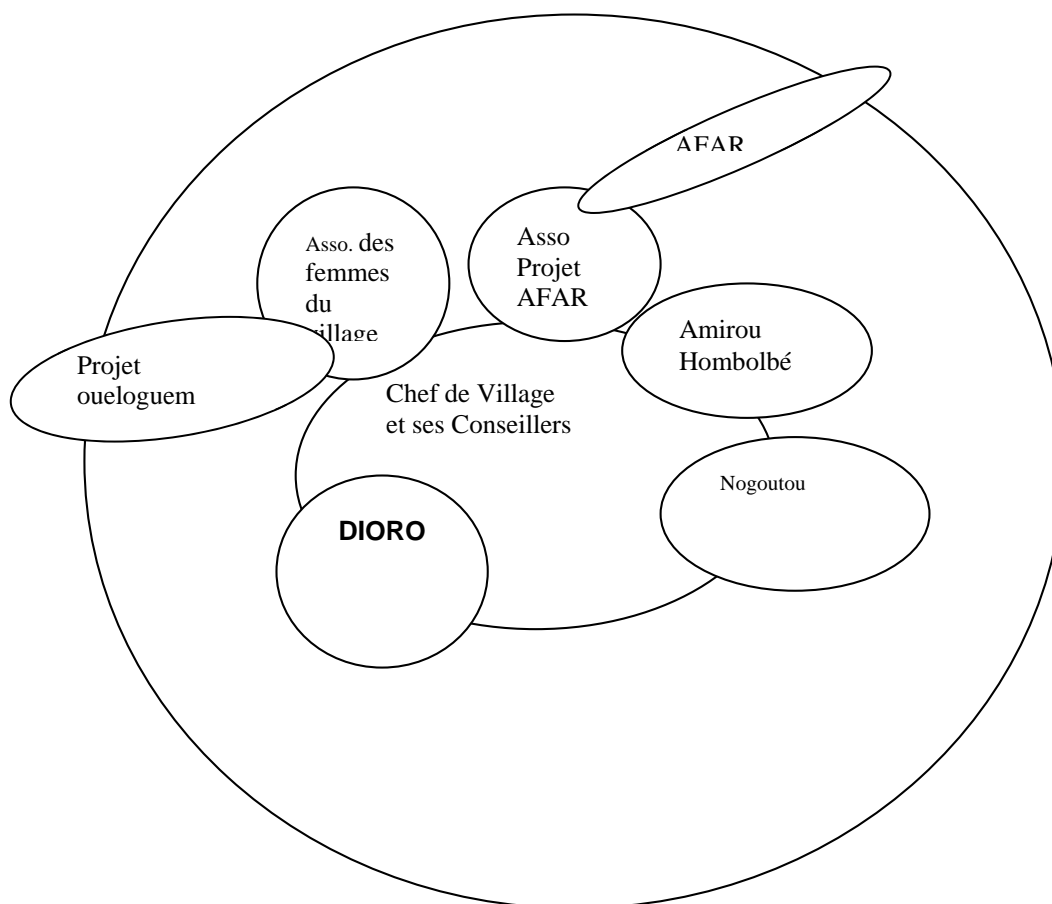 AFAR
Asso. des
femmes
du
village
Asso
Projet
AFAR
Amirou
Hombolbé
Projet
oueloguem
Chef de Village
et ses Conseillers
Nogoutou
DIORO